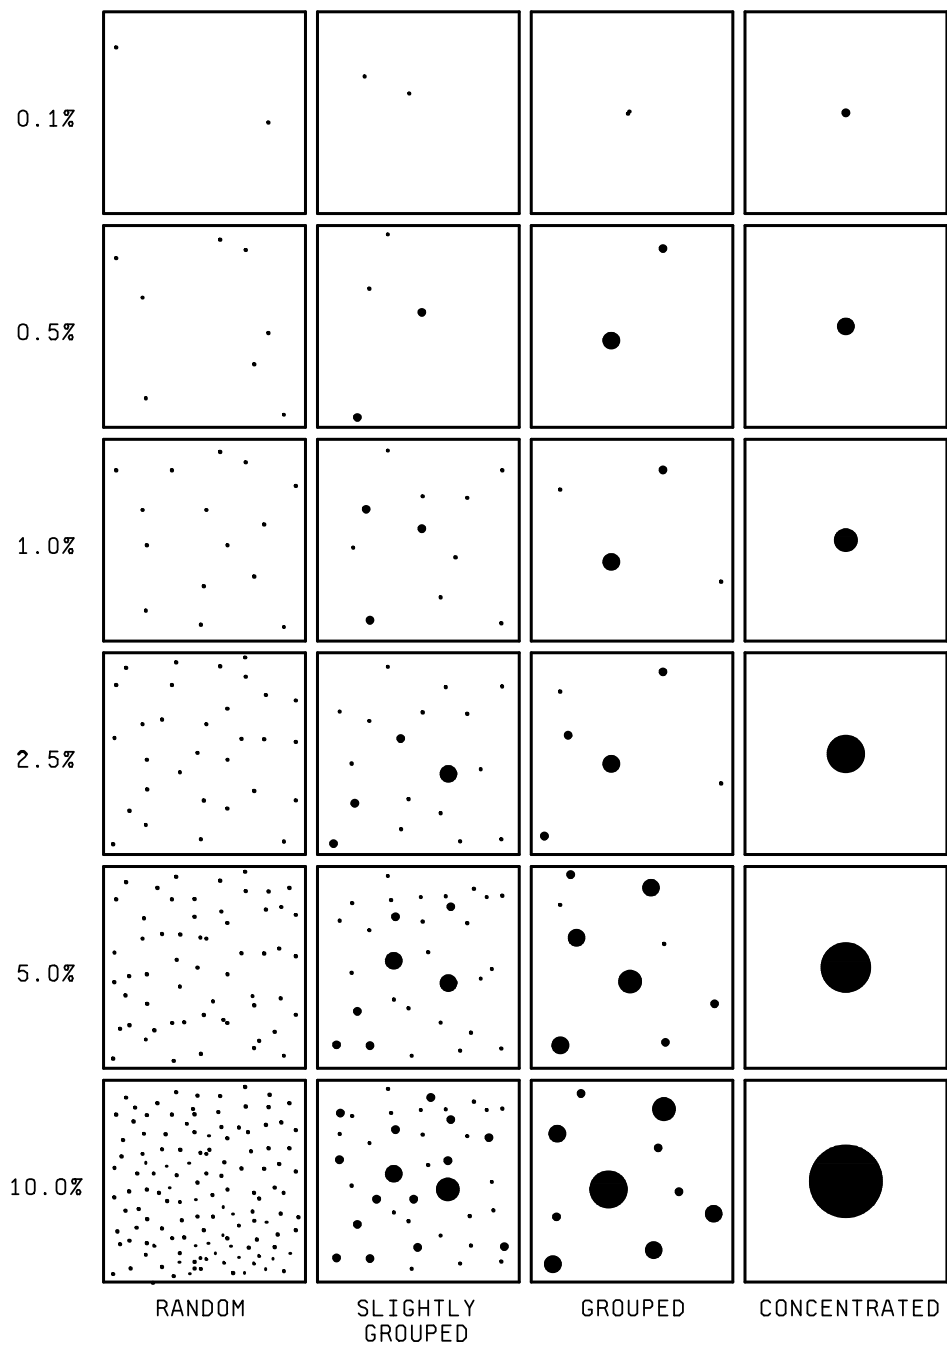 0.1%
0.5%
1.0%
2.5%
5.0%
10.0%
RANDOM
SLIGHTLY
GROUPED
GROUPED
CONCENTRATED